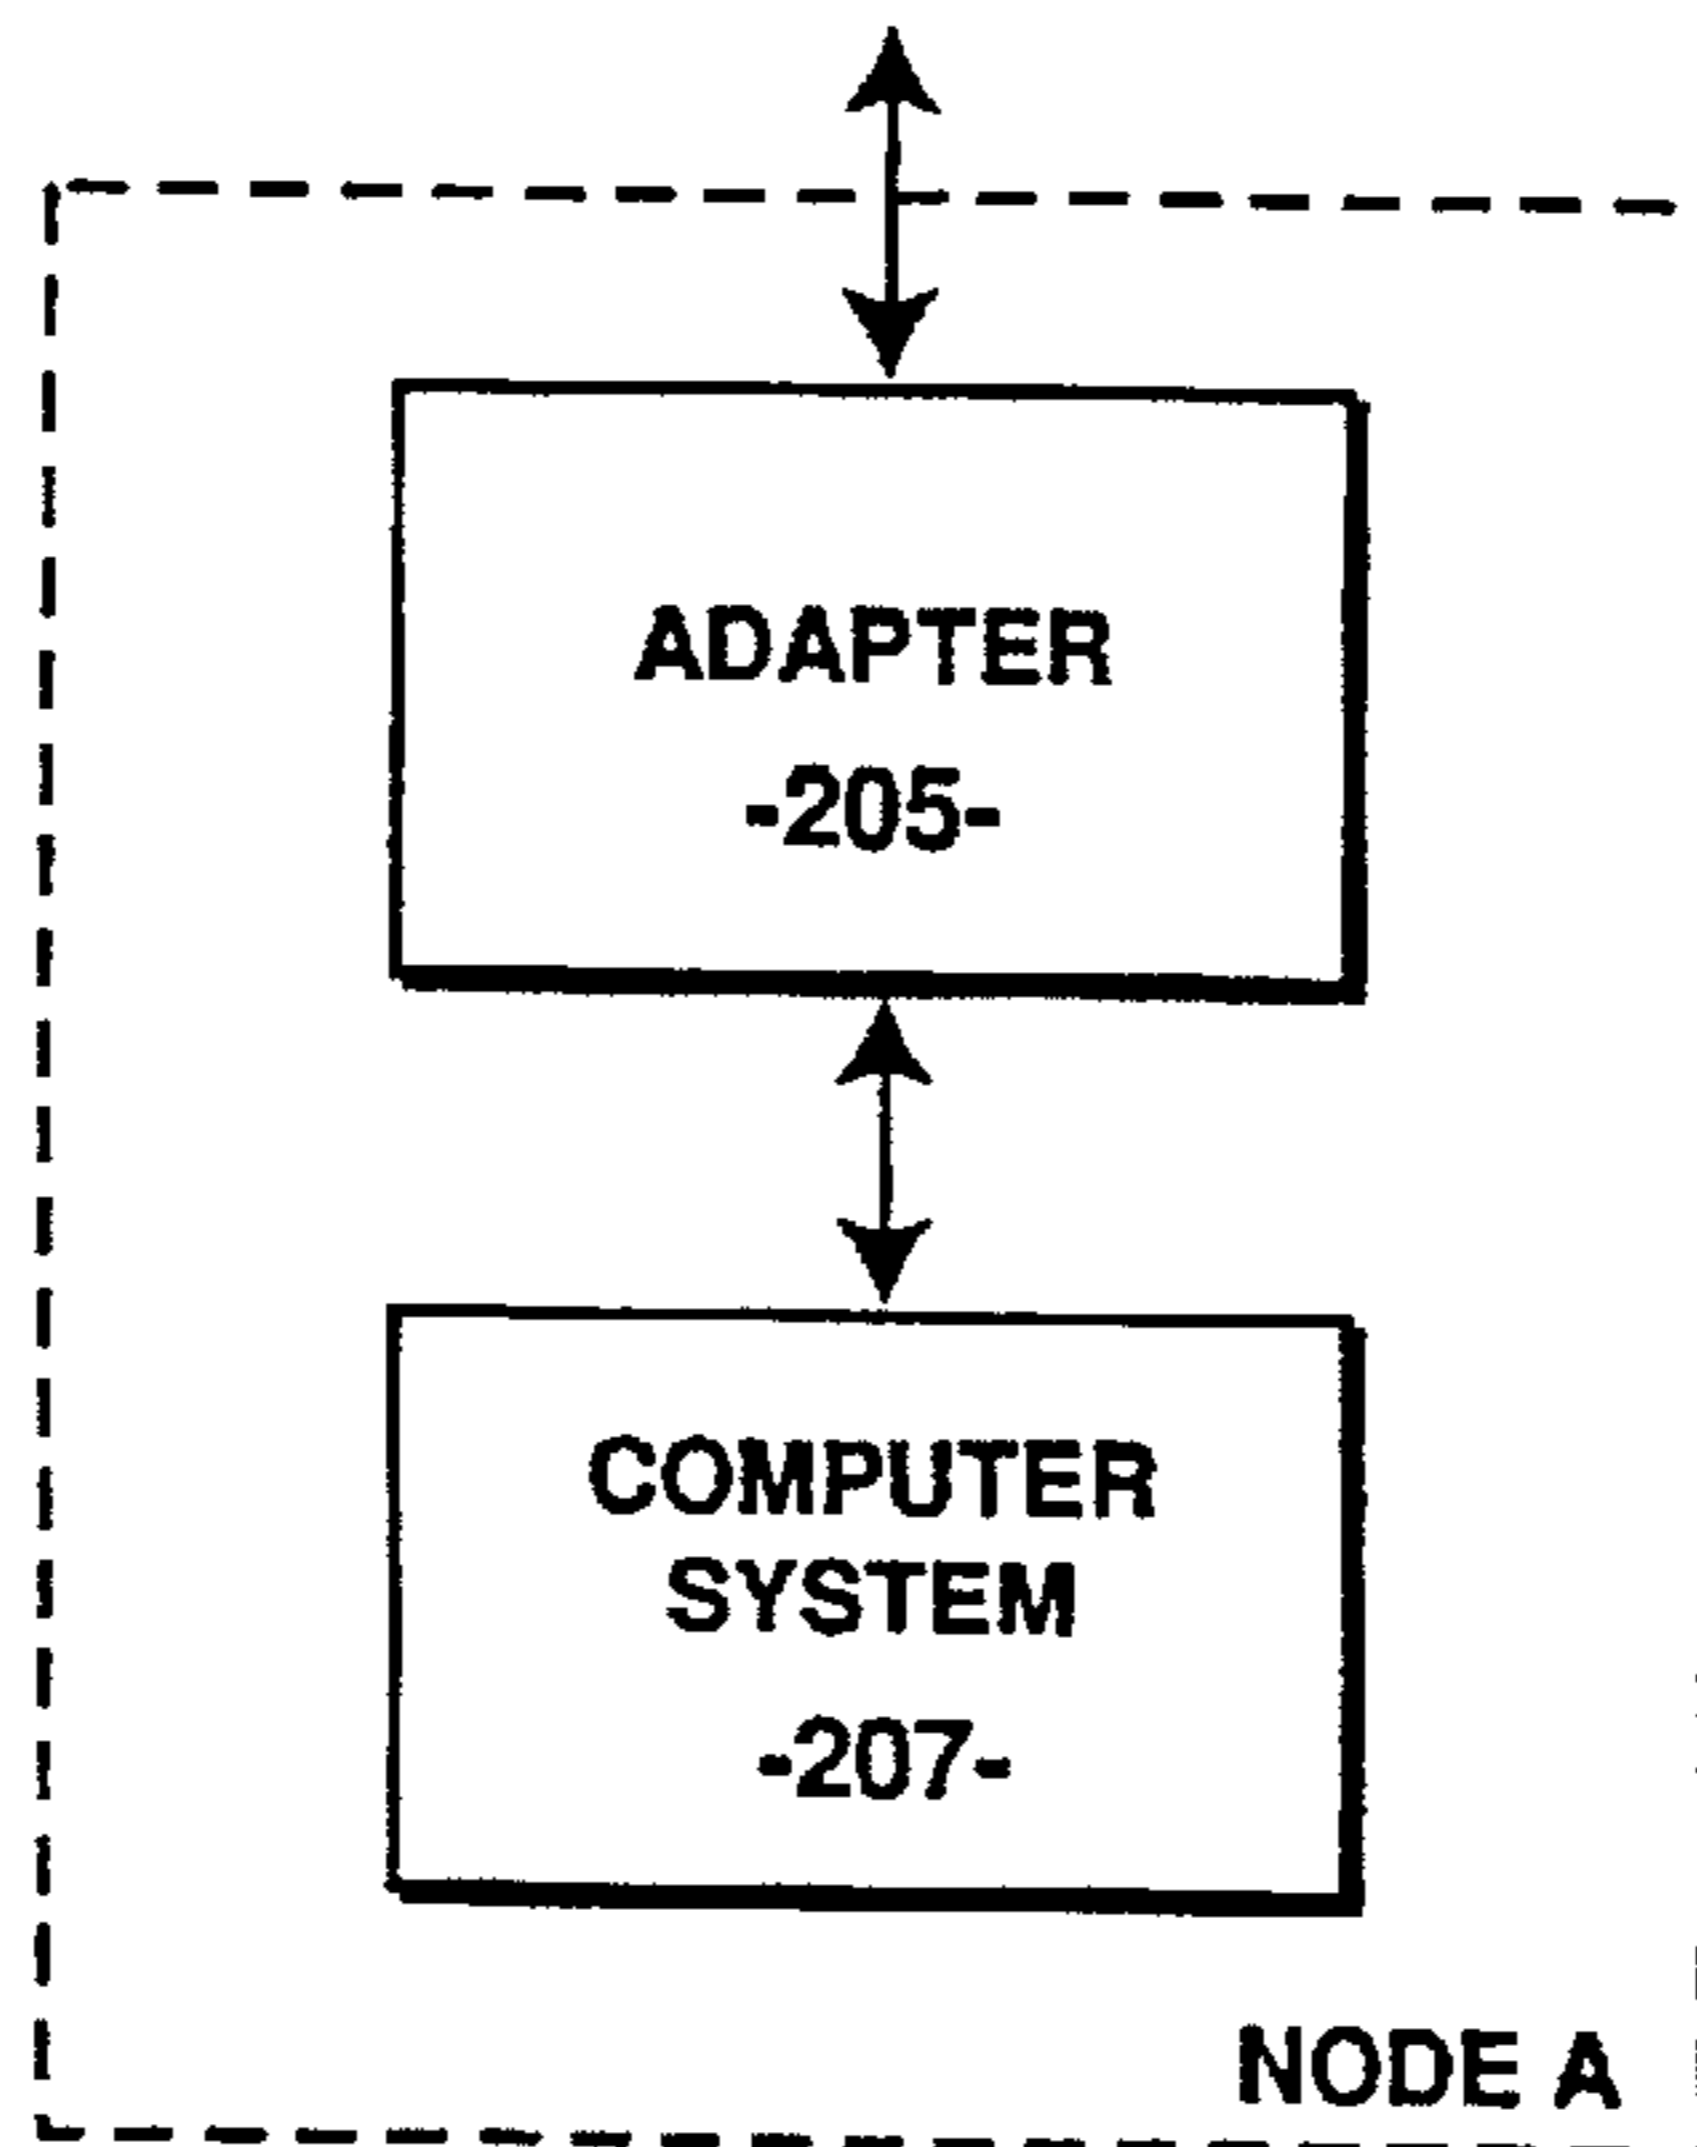 ADAPTER
-205-
COMPUTER
SYSTEM
-207-
NODE A